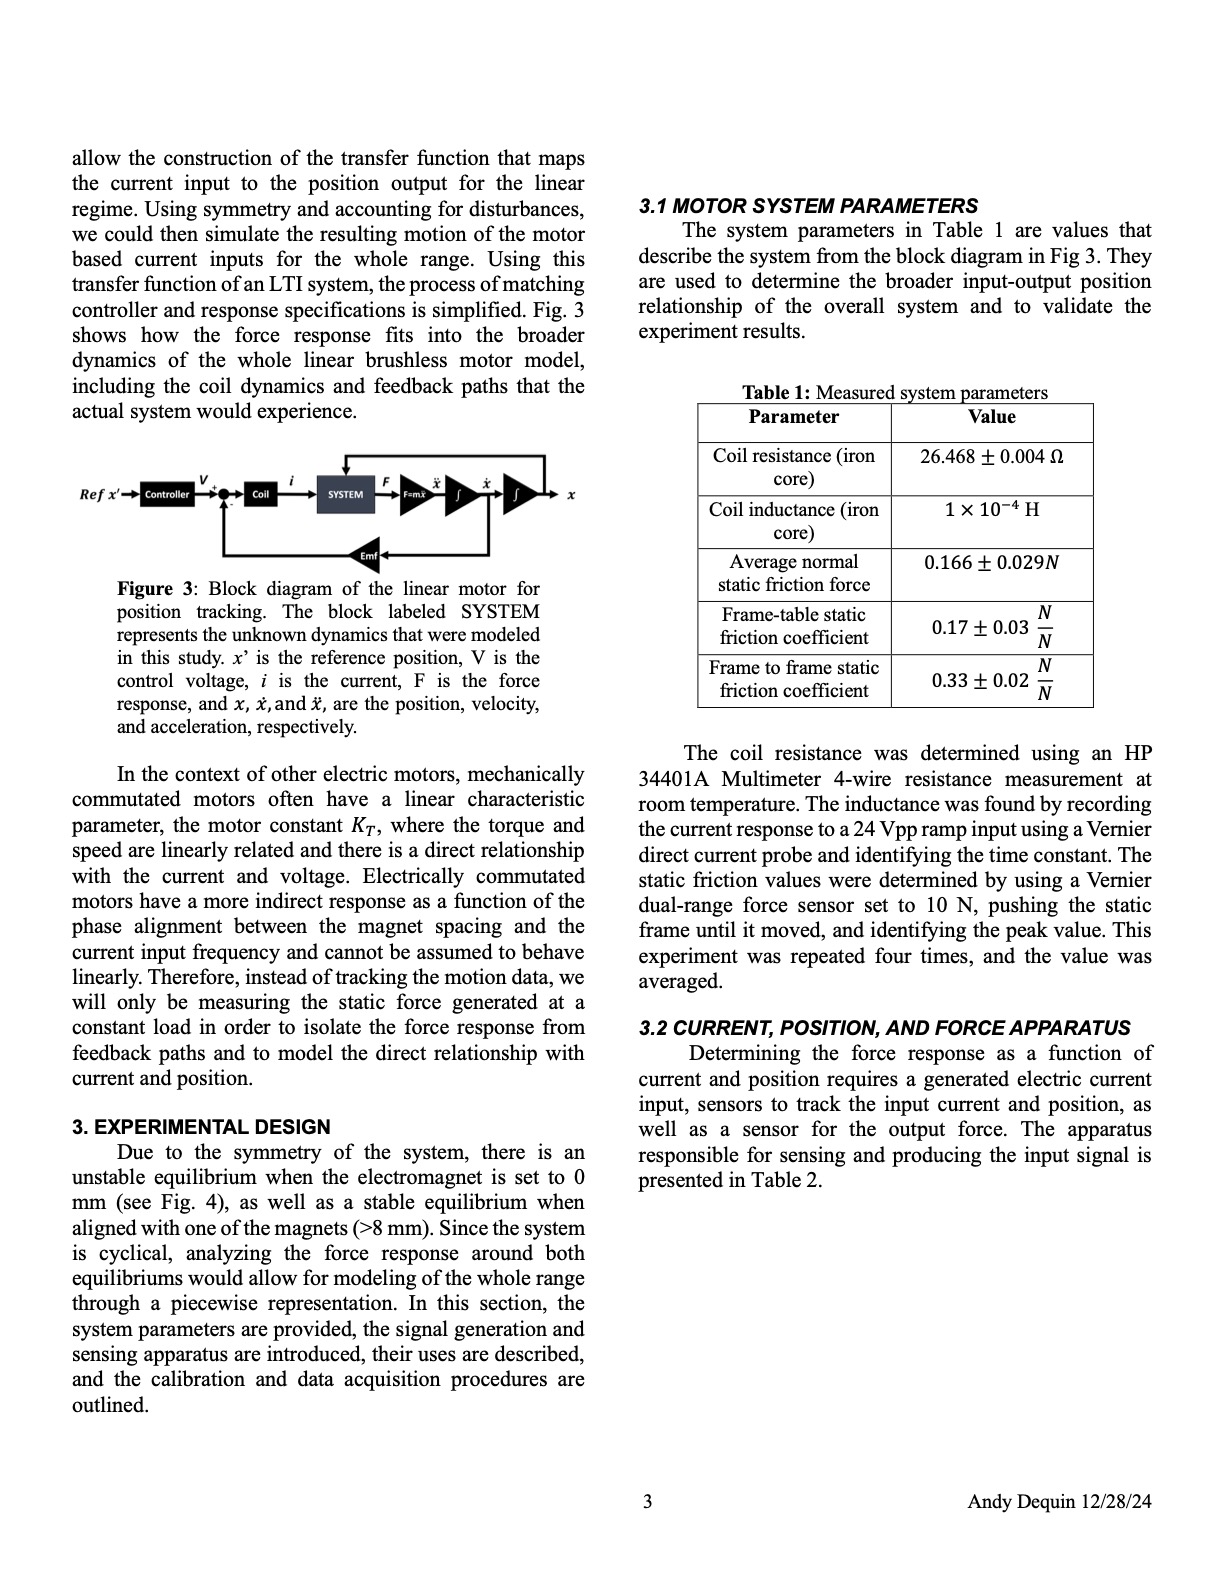 allow the construction of the transfer function that maps
the current input to the position output for the linear
regime. Using symmetry and accounting for disturbances,
we could then simulate the resulting motion of the motor
based current inputs for the whole range. Using this
transfer function of an LTI system, the process of matching
controller and response specifications is simplified. Fig. 3
shows how the force response fits into the broader
dynamics of the whole linear brushless motor model,
including the coil dynamics and feedback paths that the
actual system would experience.
Ref x' Controller V + - Coil i SYSTEM F F=mẍ ẍ ∫ ẋ ∫ x
Emf
Figure 3: Block diagram of the linear motor for
position tracking. The block labeled SYSTEM
represents the unknown dynamics that were modeled
in this study. x’ is the reference position, V is the
control voltage, i is the current, F is the force
response, and x, ẋ, and ẍ, are the position, velocity,
and acceleration, respectively.
In the context of other electric motors, mechanically
commutated motors often have a linear characteristic
parameter, the motor constant K_T, where the torque and
speed are linearly related and there is a direct relationship
with the current and voltage. Electrically commutated
motors have a more indirect response as a function of the
phase alignment between the magnet spacing and the
current input frequency and cannot be assumed to behave
linearly. Therefore, instead of tracking the motion data, we
will only be measuring the static force generated at a
constant load in order to isolate the force response from
feedback paths and to model the direct relationship with
current and position.
3. EXPERIMENTAL DESIGN
Due to the symmetry of the system, there is an
unstable equilibrium when the electromagnet is set to 0
mm (see Fig. 4), as well as a stable equilibrium when
aligned with one of the magnets (>8 mm). Since the system
is cyclical, analyzing the force response around both
equilibriums would allow for modeling of the whole range
through a piecewise representation. In this section, the
system parameters are provided, the signal generation and
sensing apparatus are introduced, their uses are described,
and the calibration and data acquisition procedures are
outlined.
3.1 MOTOR SYSTEM PARAMETERS
The system parameters in Table 1 are values that
describe the system from the block diagram in Fig 3. They
are used to determine the broader input-output position
relationship of the overall system and to validate the
experiment results.
Table 1: Measured system parameters
Parameter Value
Coil resistance (iron
core) 26.468 ± 0.004 Ω
Coil inductance (iron
core) 1 × 10⁻⁴ H
Average normal
static friction force 0.166 ± 0.029N
Frame-table static
friction coefficient 0.17 ± 0.03 N/N
Frame to frame static
friction coefficient 0.33 ± 0.02 N/N
The coil resistance was determined using an HP
34401A Multimeter 4-wire resistance measurement at
room temperature. The inductance was found by recording
the current response to a 24 Vpp ramp input using a Vernier
direct current probe and identifying the time constant. The
static friction values were determined by using a Vernier
dual-range force sensor set to 10 N, pushing the static
frame until it moved, and identifying the peak value. This
experiment was repeated four times, and the value was
averaged.
3.2 CURRENT, POSITION, AND FORCE APPARATUS
Determining the force response as a function of
current and position requires a generated electric current
input, sensors to track the input current and position, as
well as a sensor for the output force. The apparatus
responsible for sensing and producing the input signal is
presented in Table 2.
3 Andy Dequin 12/28/24